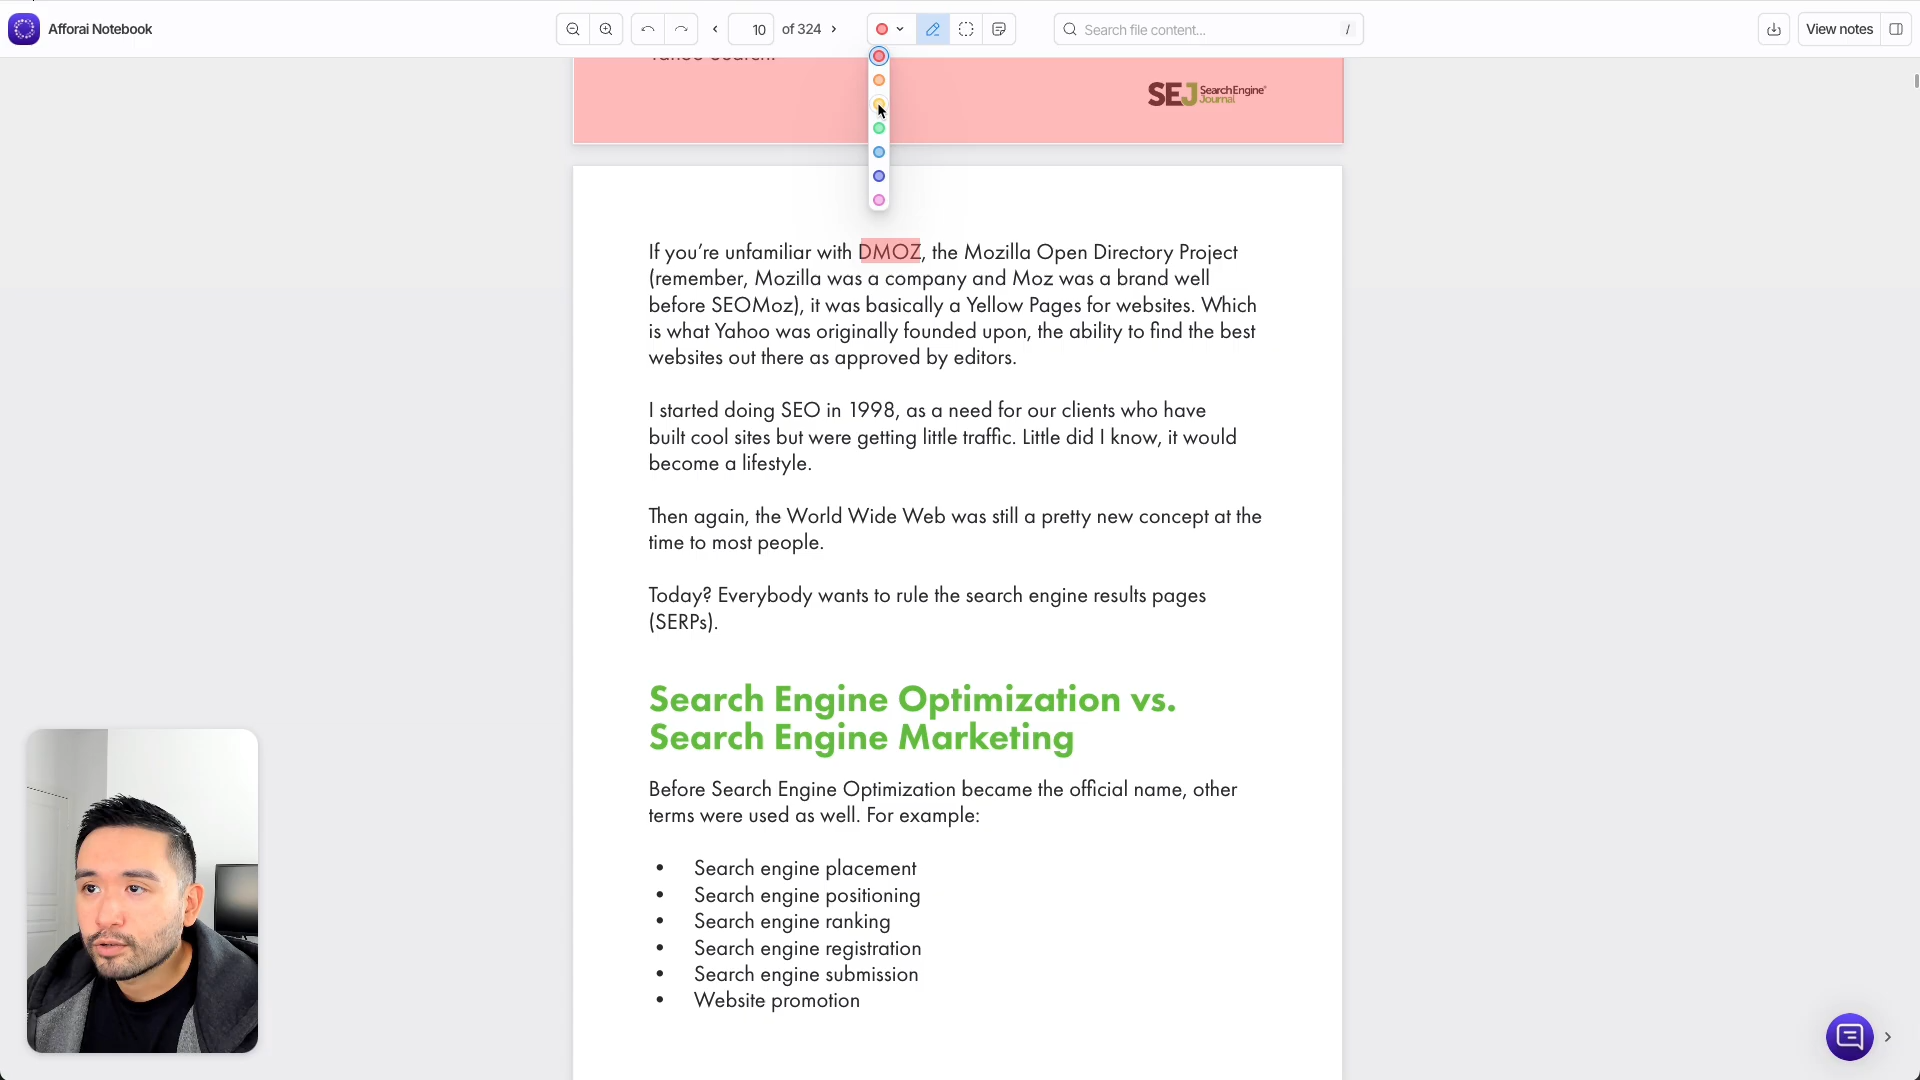 Afforai Notebook
10 of 324
Search file content...
/
View notes
Yahoo Search.
SEJ SearchEngine® Journal
If you're unfamiliar with DMOZ, the Mozilla Open Directory Project
(remember, Mozilla was a company and Moz was a brand well
before SEOMoz), it was basically a Yellow Pages for websites. Which
is what Yahoo was originally founded upon, the ability to find the best
websites out there as approved by editors.
I started doing SEO in 1998, as a need for our clients who have
built cool sites but were getting little traffic. Little did I know, it would
become a lifestyle.
Then again, the World Wide Web was still a pretty new concept at the
time to most people.
Today? Everybody wants to rule the search engine results pages
(SERPs).
Search Engine Optimization vs.
Search Engine Marketing
Before Search Engine Optimization became the official name, other
terms were used as well. For example:
• Search engine placement
• Search engine positioning
• Search engine ranking
• Search engine registration
• Search engine submission
• Website promotion